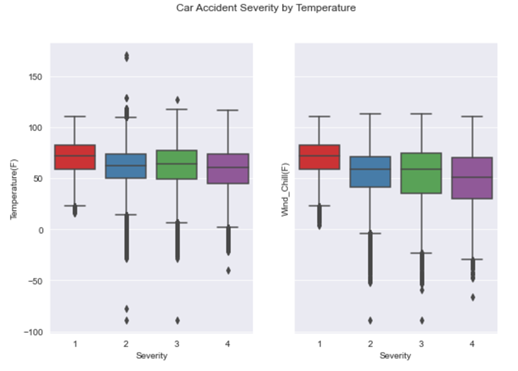 Car Accident Severity by Temperature
Temperature(F)
150
100
50
0
−50
−100
1 2 3 4
Severity
Wind_Chill(F)
1 2 3 4
Severity